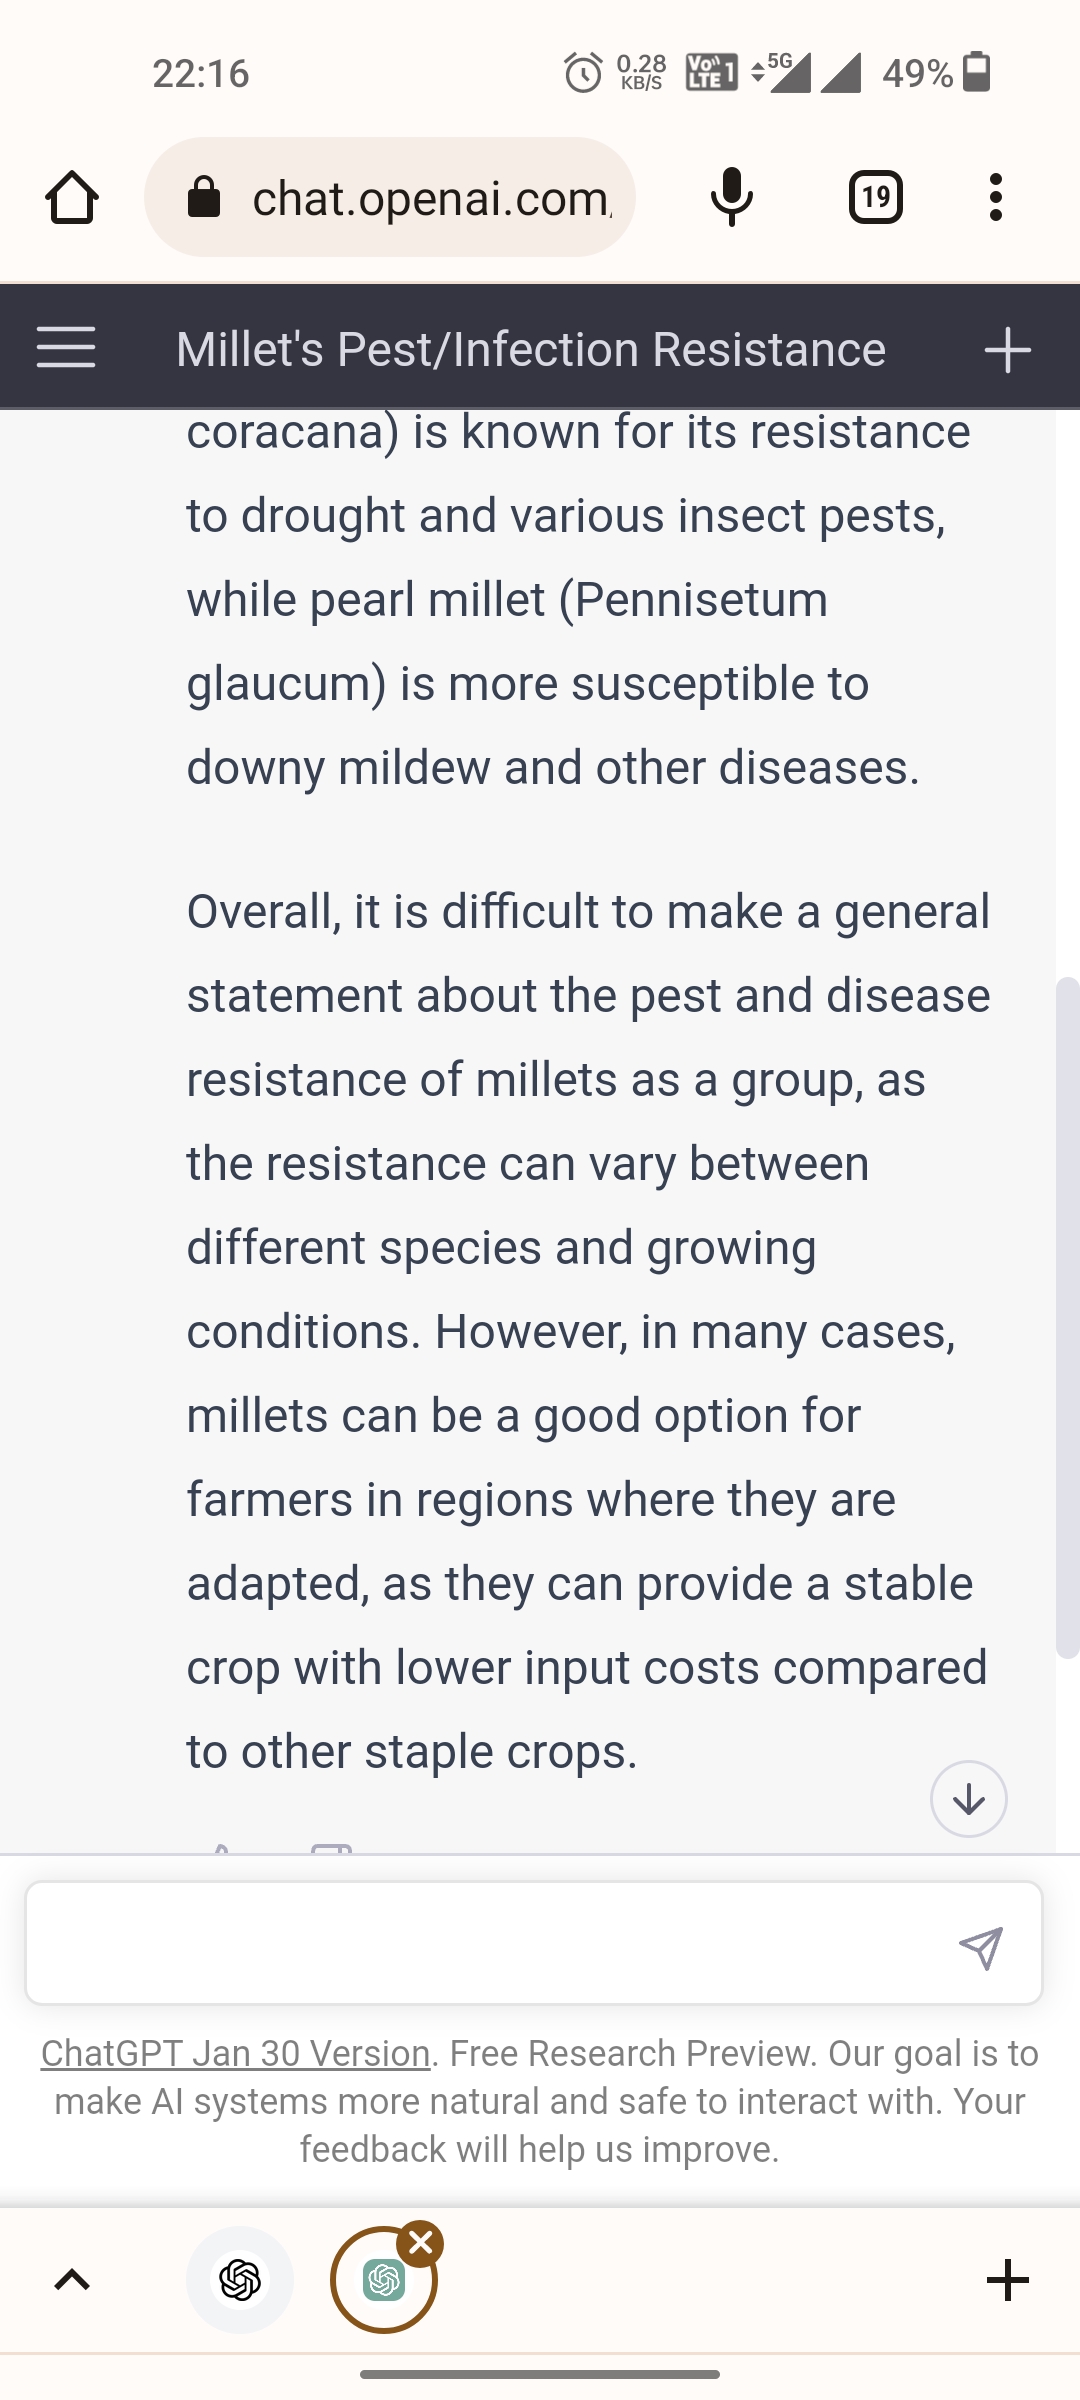 22:16
0.28
KB/S
Vo))
LTE 1
5G
49%
chat.openai.com
19
Millet's Pest/Infection Resistance
coracana) is known for its resistance
to drought and various insect pests,
while pearl millet (Pennisetum
glaucum) is more susceptible to
downy mildew and other diseases.
Overall, it is difficult to make a general
statement about the pest and disease
resistance of millets as a group, as
the resistance can vary between
different species and growing
conditions. However, in many cases,
millets can be a good option for
farmers in regions where they are
adapted, as they can provide a stable
crop with lower input costs compared
to other staple crops.
ChatGPT Jan 30 Version. Free Research Preview. Our goal is to
make AI systems more natural and safe to interact with. Your
feedback will help us improve.